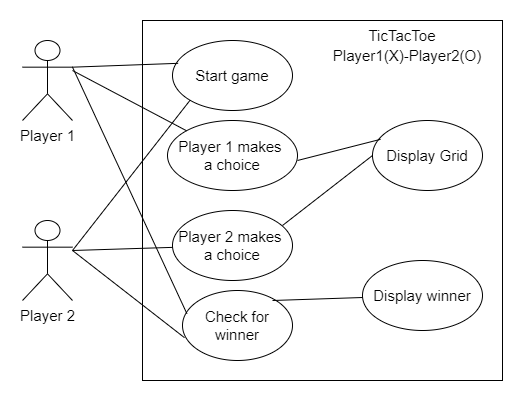 TicTacToe
Player1(X)-Player2(O)
Start game
Player 1
Player 1 makes
a choice
Display Grid
Player 2 makes
a choice
Player 2
Check for
winner
Display winner